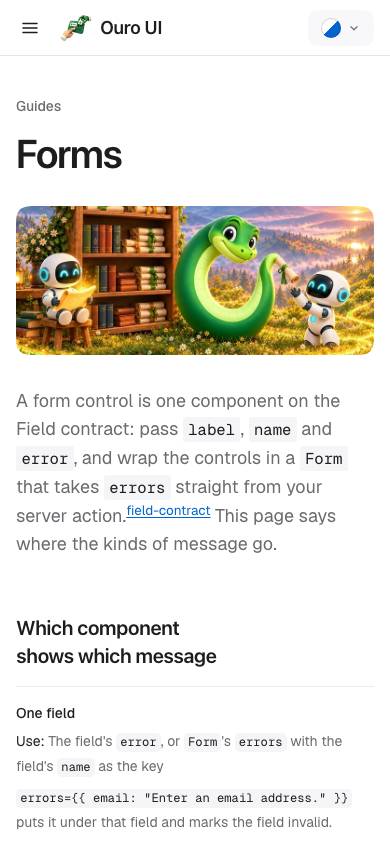 Ouro UI
Guides
Forms
A form control is one component on the
Field contract: pass label, name and
error, and wrap the controls in a Form
that takes errors straight from your
server action.field-contract This page says
where the kinds of message go.
Which component
shows which message
One field
Use: The field's error, or Form's errors with the
field's name as the key
errors={{ email: "Enter an email address." }}
puts it under that field and marks the field invalid.